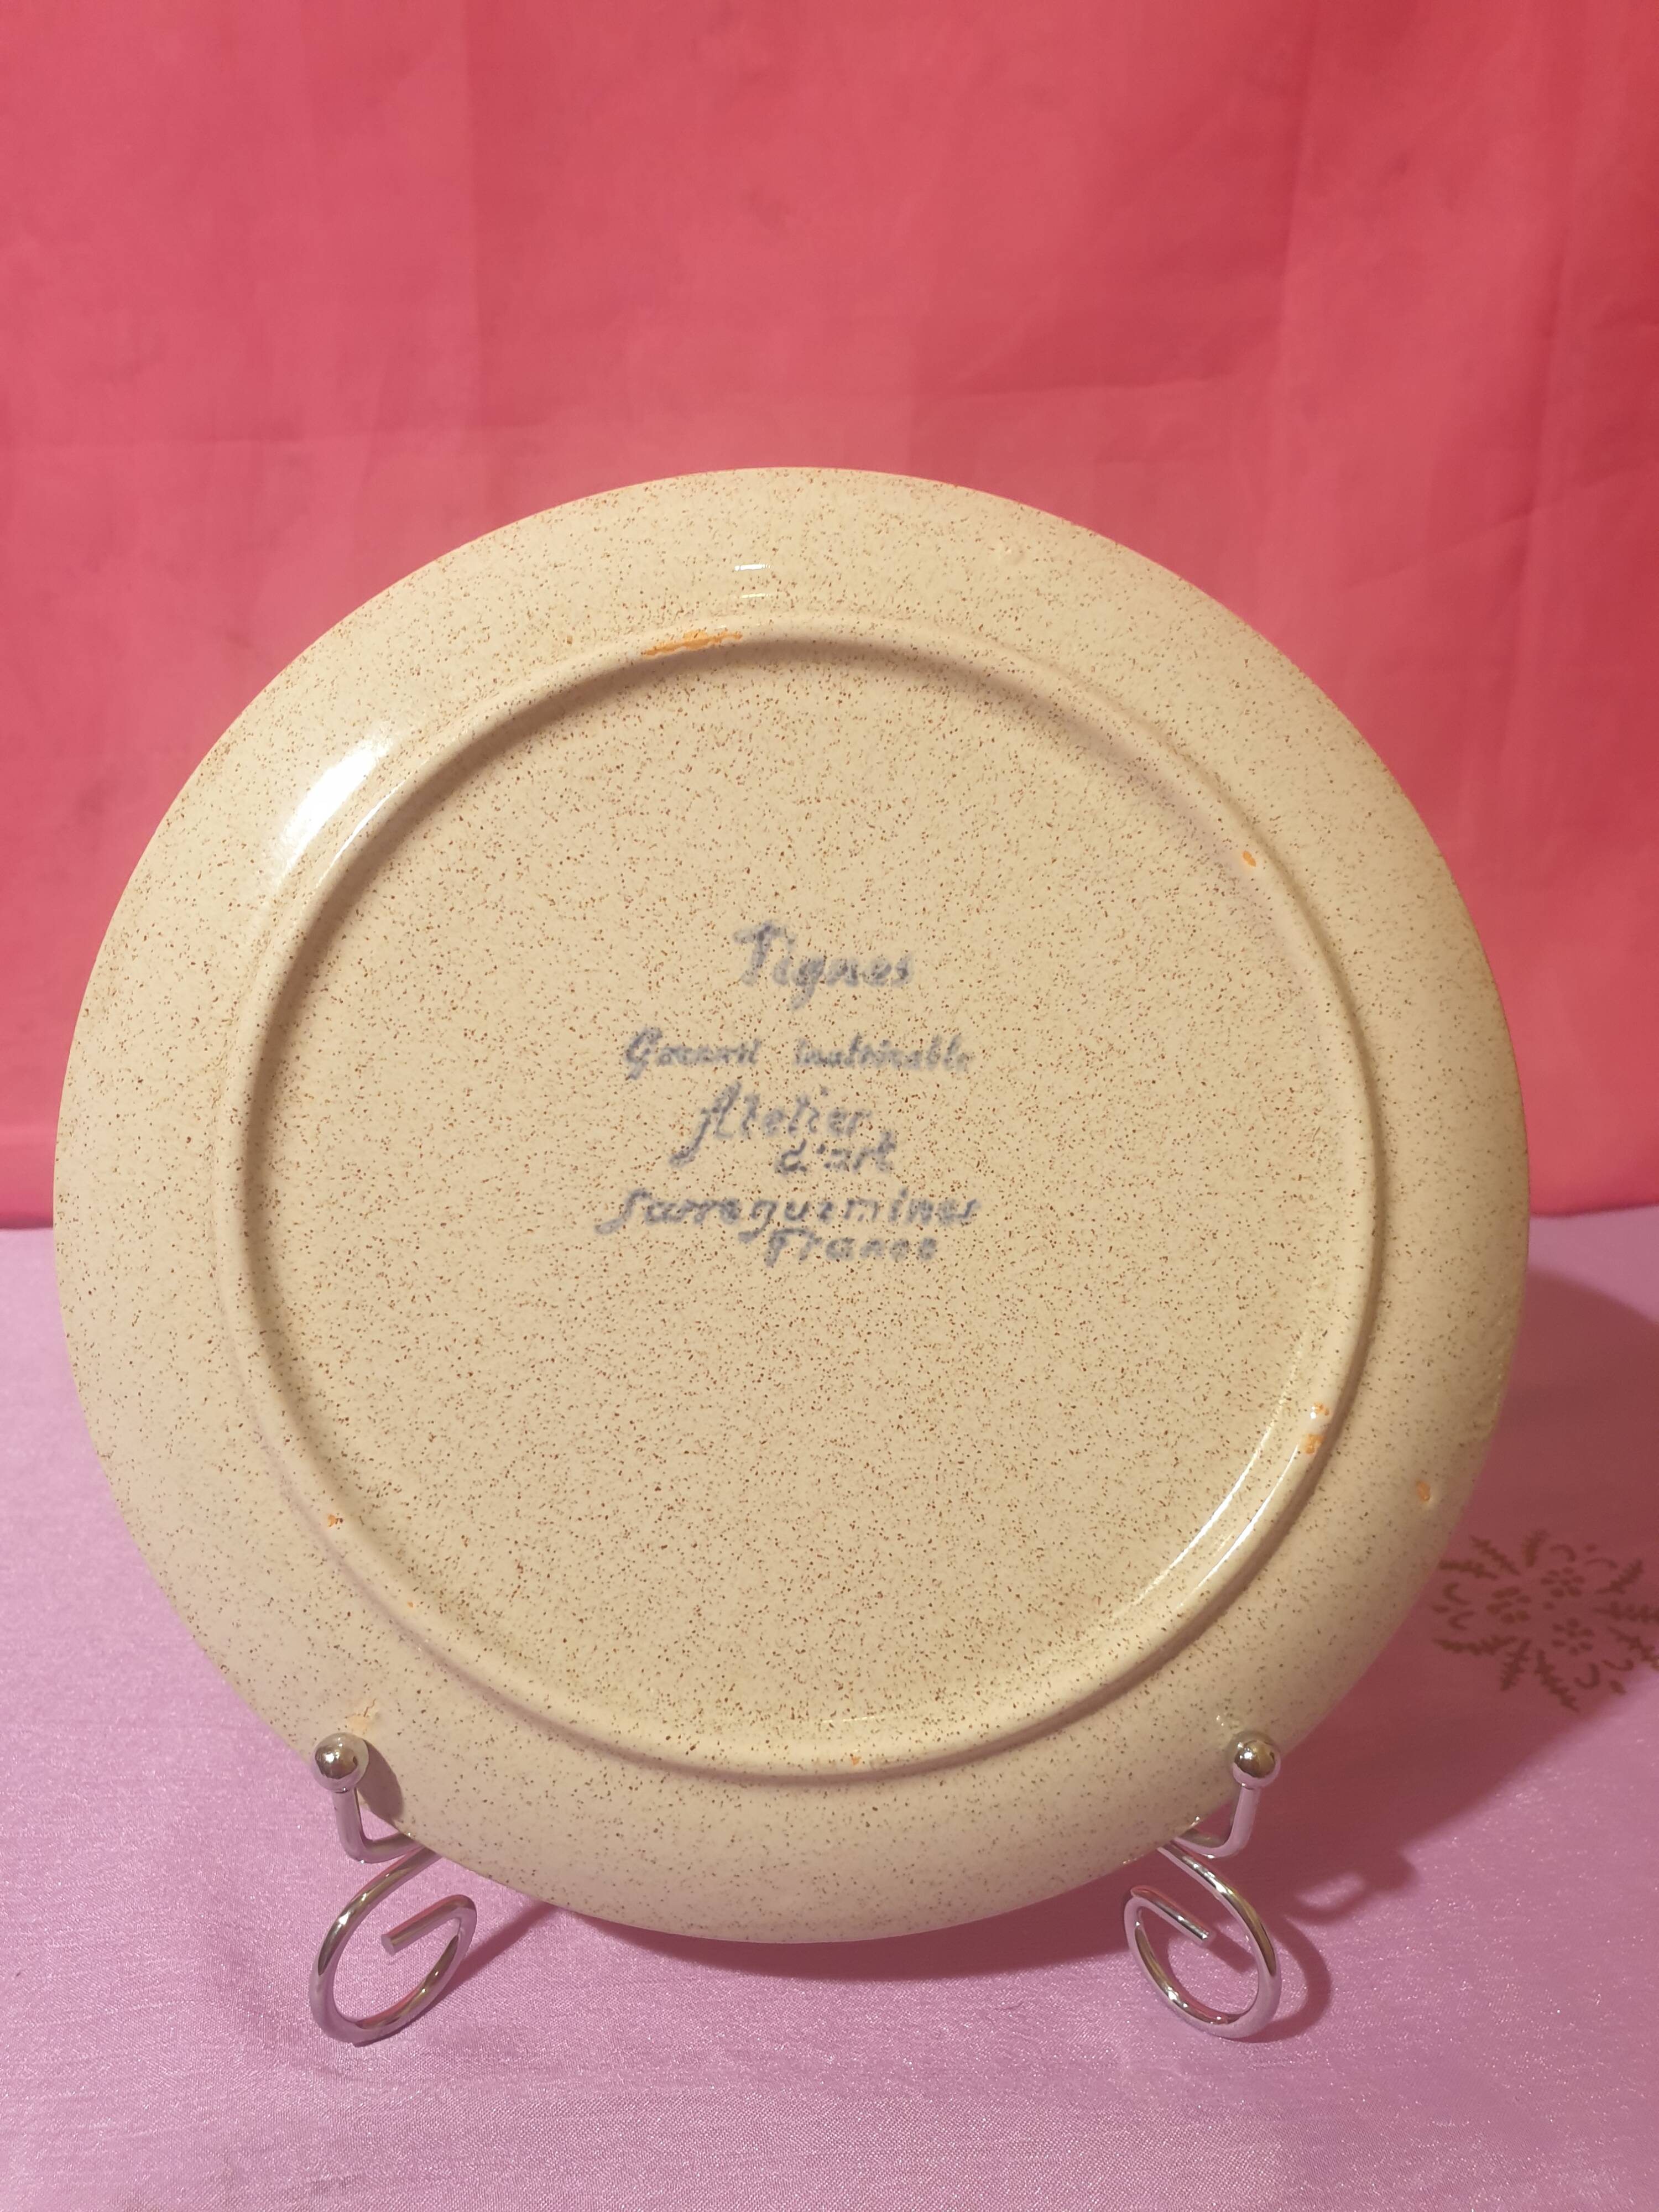 Tignes
Garanti inaltérable
Atelier
d'art
Sarreguemines
France